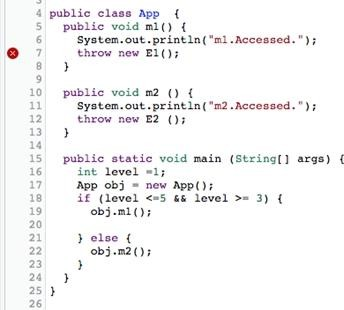 4 public class App {
5 public void m1() {
6 System.out.println("m1.Accessed.");
7 throw new E1();
8 }
9
10 public void m2 () {
11 System.out.println("m2.Accessed.");
12 throw new E2 ();
13 }
14
15 public static void main (String[] args) {
16 int level =1;
17 App obj = new App();
18 if (level <=5 && level >= 3) {
19 obj.m1();
20
21 } else {
22 obj.m2();
23 }
24 }
25 }
26